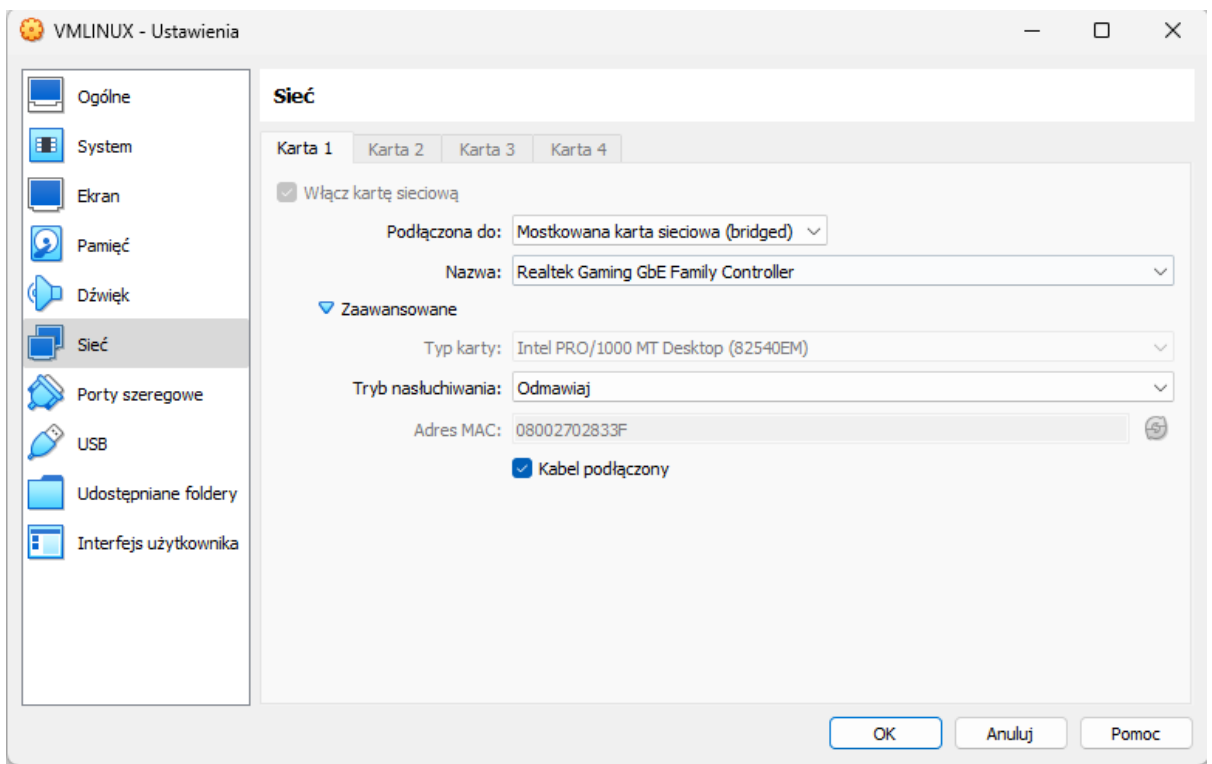 VMLINUX - Ustawienia
Ogólne
System
Ekran
Pamięć
Dźwięk
Sieć
Porty szeregowe
USB
Udostępniane foldery
Interfejs użytkownika
Sieć
Karta 1 Karta 2 Karta 3 Karta 4
Włącz kartę sieciową
Podłączona do: Mostkowana karta sieciowa (bridged)
Nazwa: Realtek Gaming GbE Family Controller
Zaawansowane
Typ karty: Intel PRO/1000 MT Desktop (82540EM)
Tryb nasłuchiwania: Odmawiaj
Adres MAC: 08002702833F
Kabel podłączony
OK Anuluj Pomoc